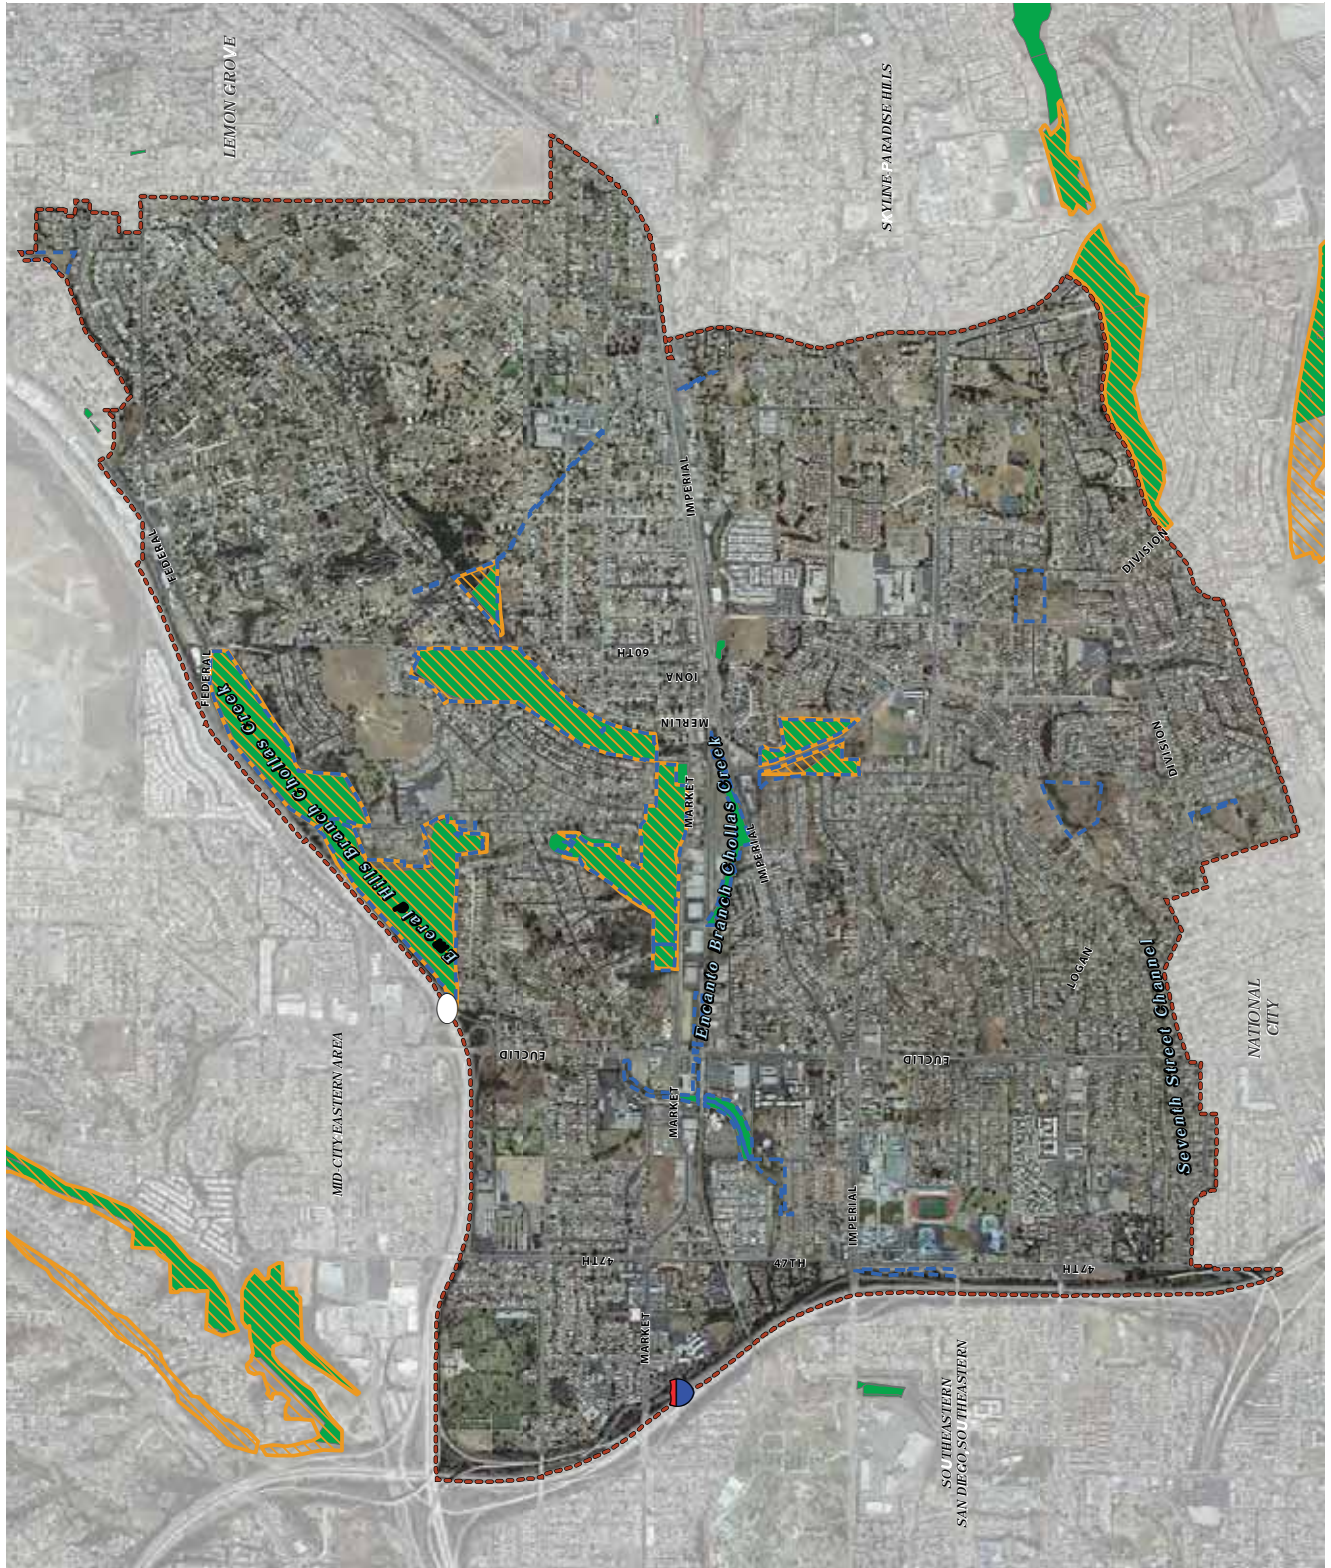 LEMON GROVE
SKYLINE PARADISE HILLS
FEDERAL
IMPERIAL
DIVISION
FEDERAL
60TH
IONA
MERLIN
DIVISION
Hills Branch Chollas Creek
MARKET
IMPERIAL
Encanto Branch Chollas Creek
LOGAN
Seventh Street Channel
NATIONAL
CITY
EUCLID
EUCLID
MID-CITY:EASTERN AREA
MARKET
IMPERIAL
47TH
47TH
47TH
MARKET
SOUTHEASTERN
SAN DIEGO,SOUTHEASTERN